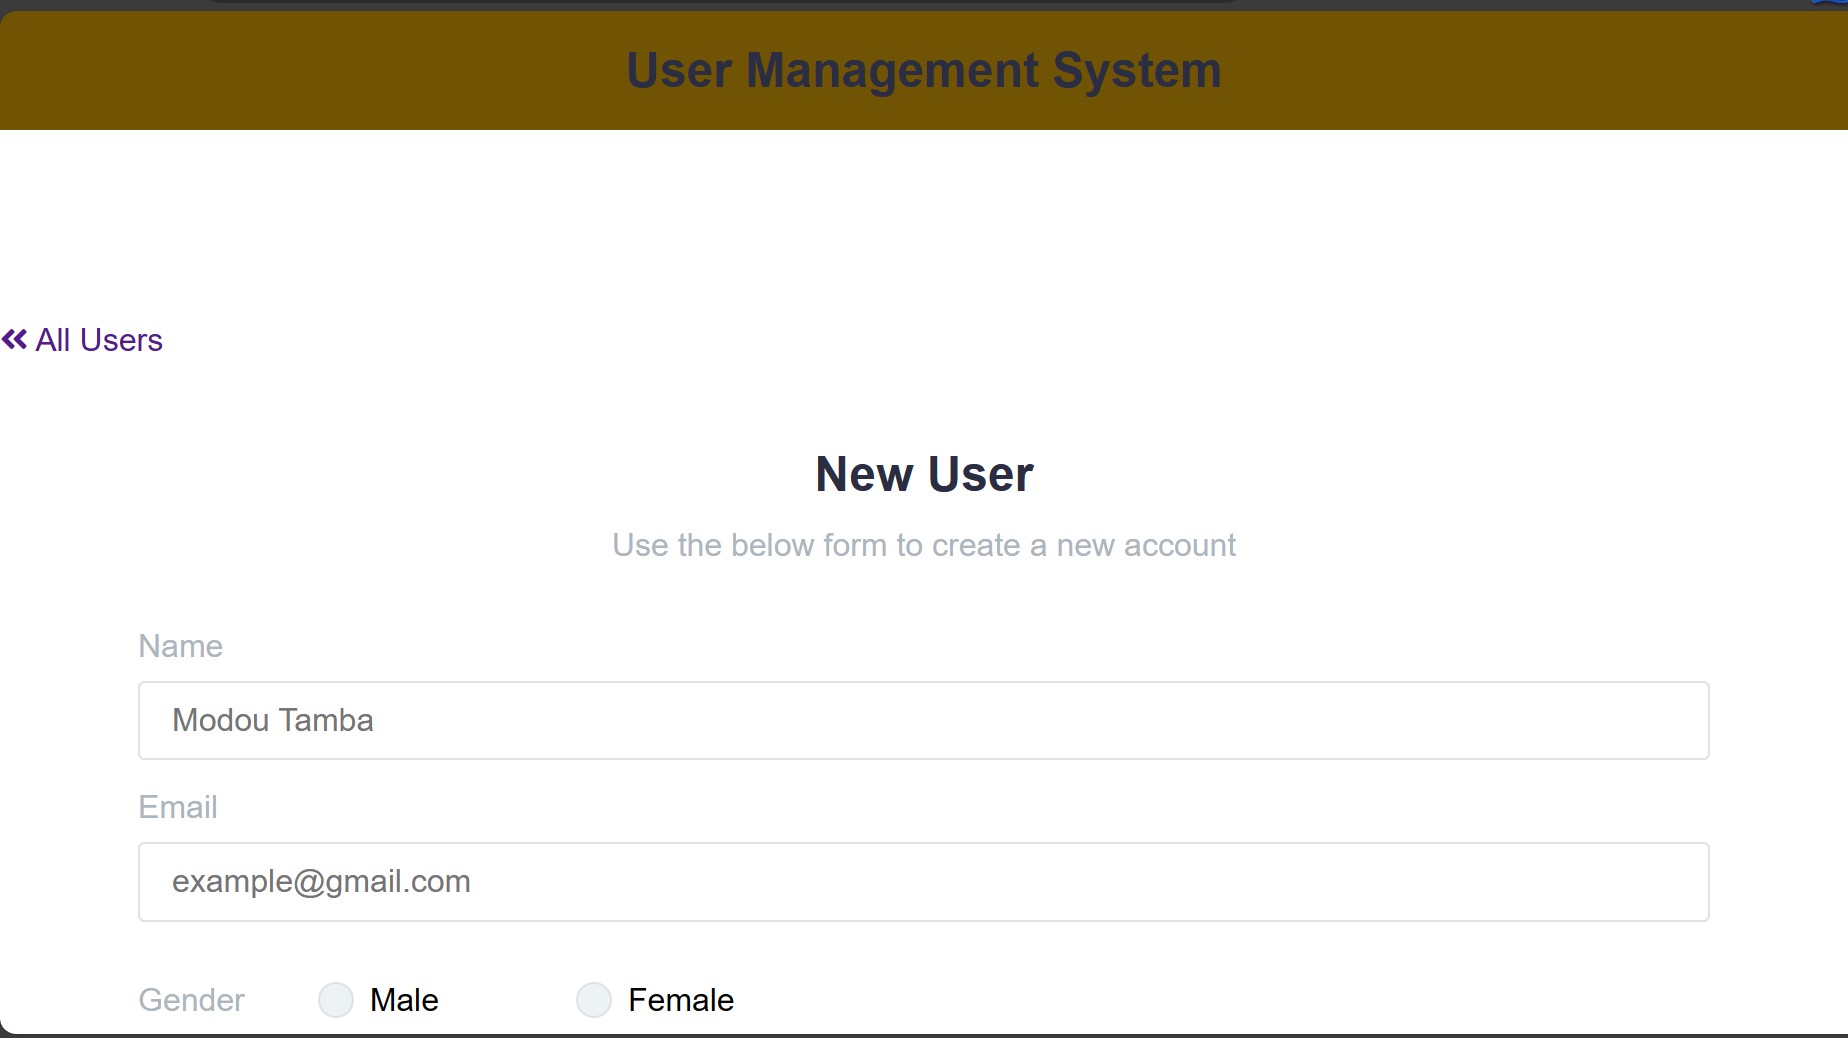 User Management System
All Users
New User
Use the below form to create a new account
Name
Modou Tamba
Email
example@gmail.com
Gender Male Female